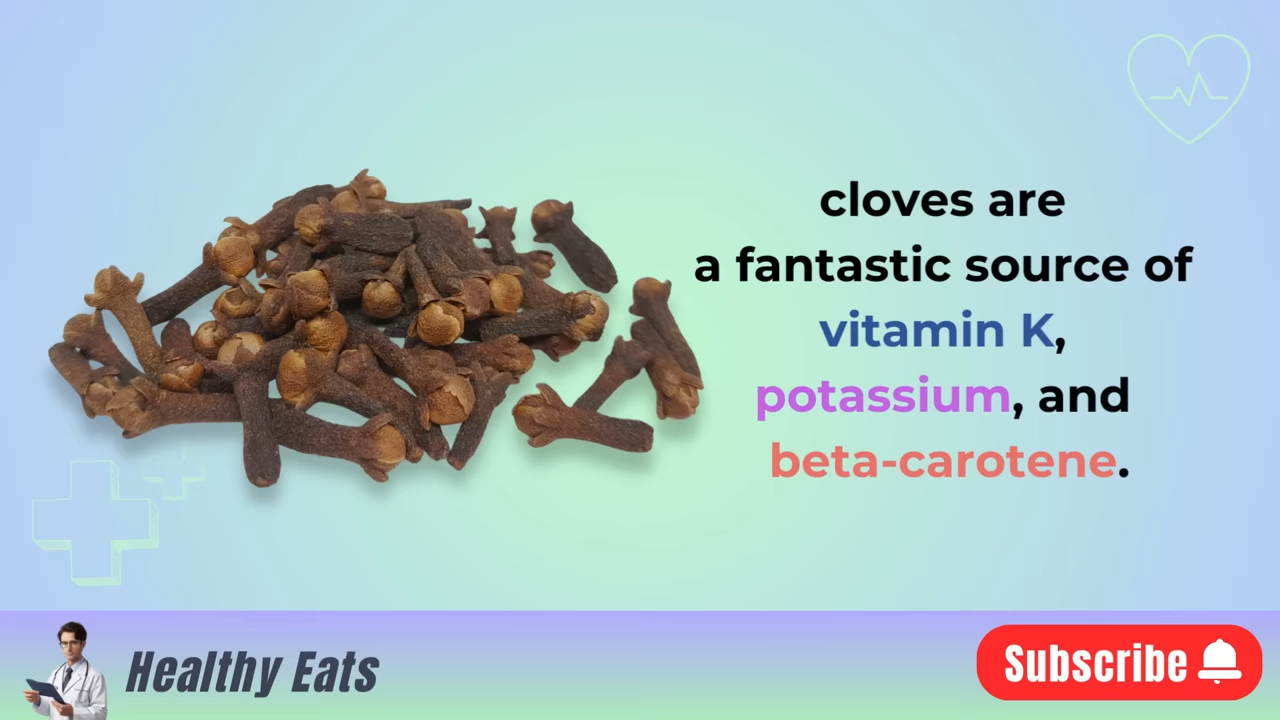 cloves are
a fantastic source of
vitamin K,
potassium, and
beta-carotene.
Healthy Eats
Subscribe